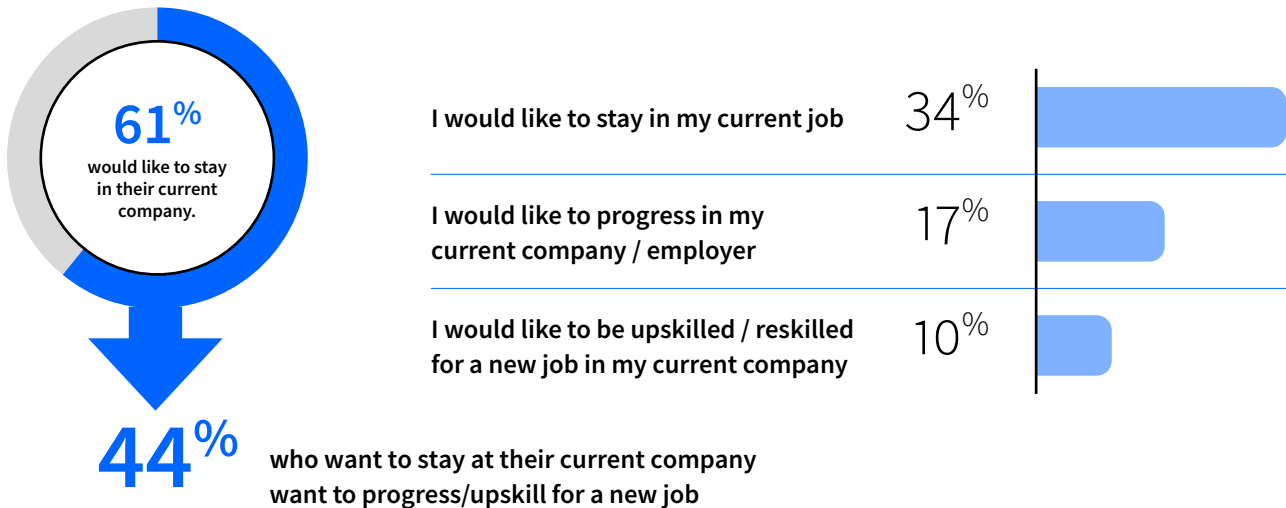 61%
would like to stay
in their current
company.
I would like to stay in my current job
34%
I would like to progress in my
current company / employer
17%
I would like to be upskilled / reskilled
for a new job in my current company
10%
44%
who want to stay at their current company
want to progress/upskill for a new job